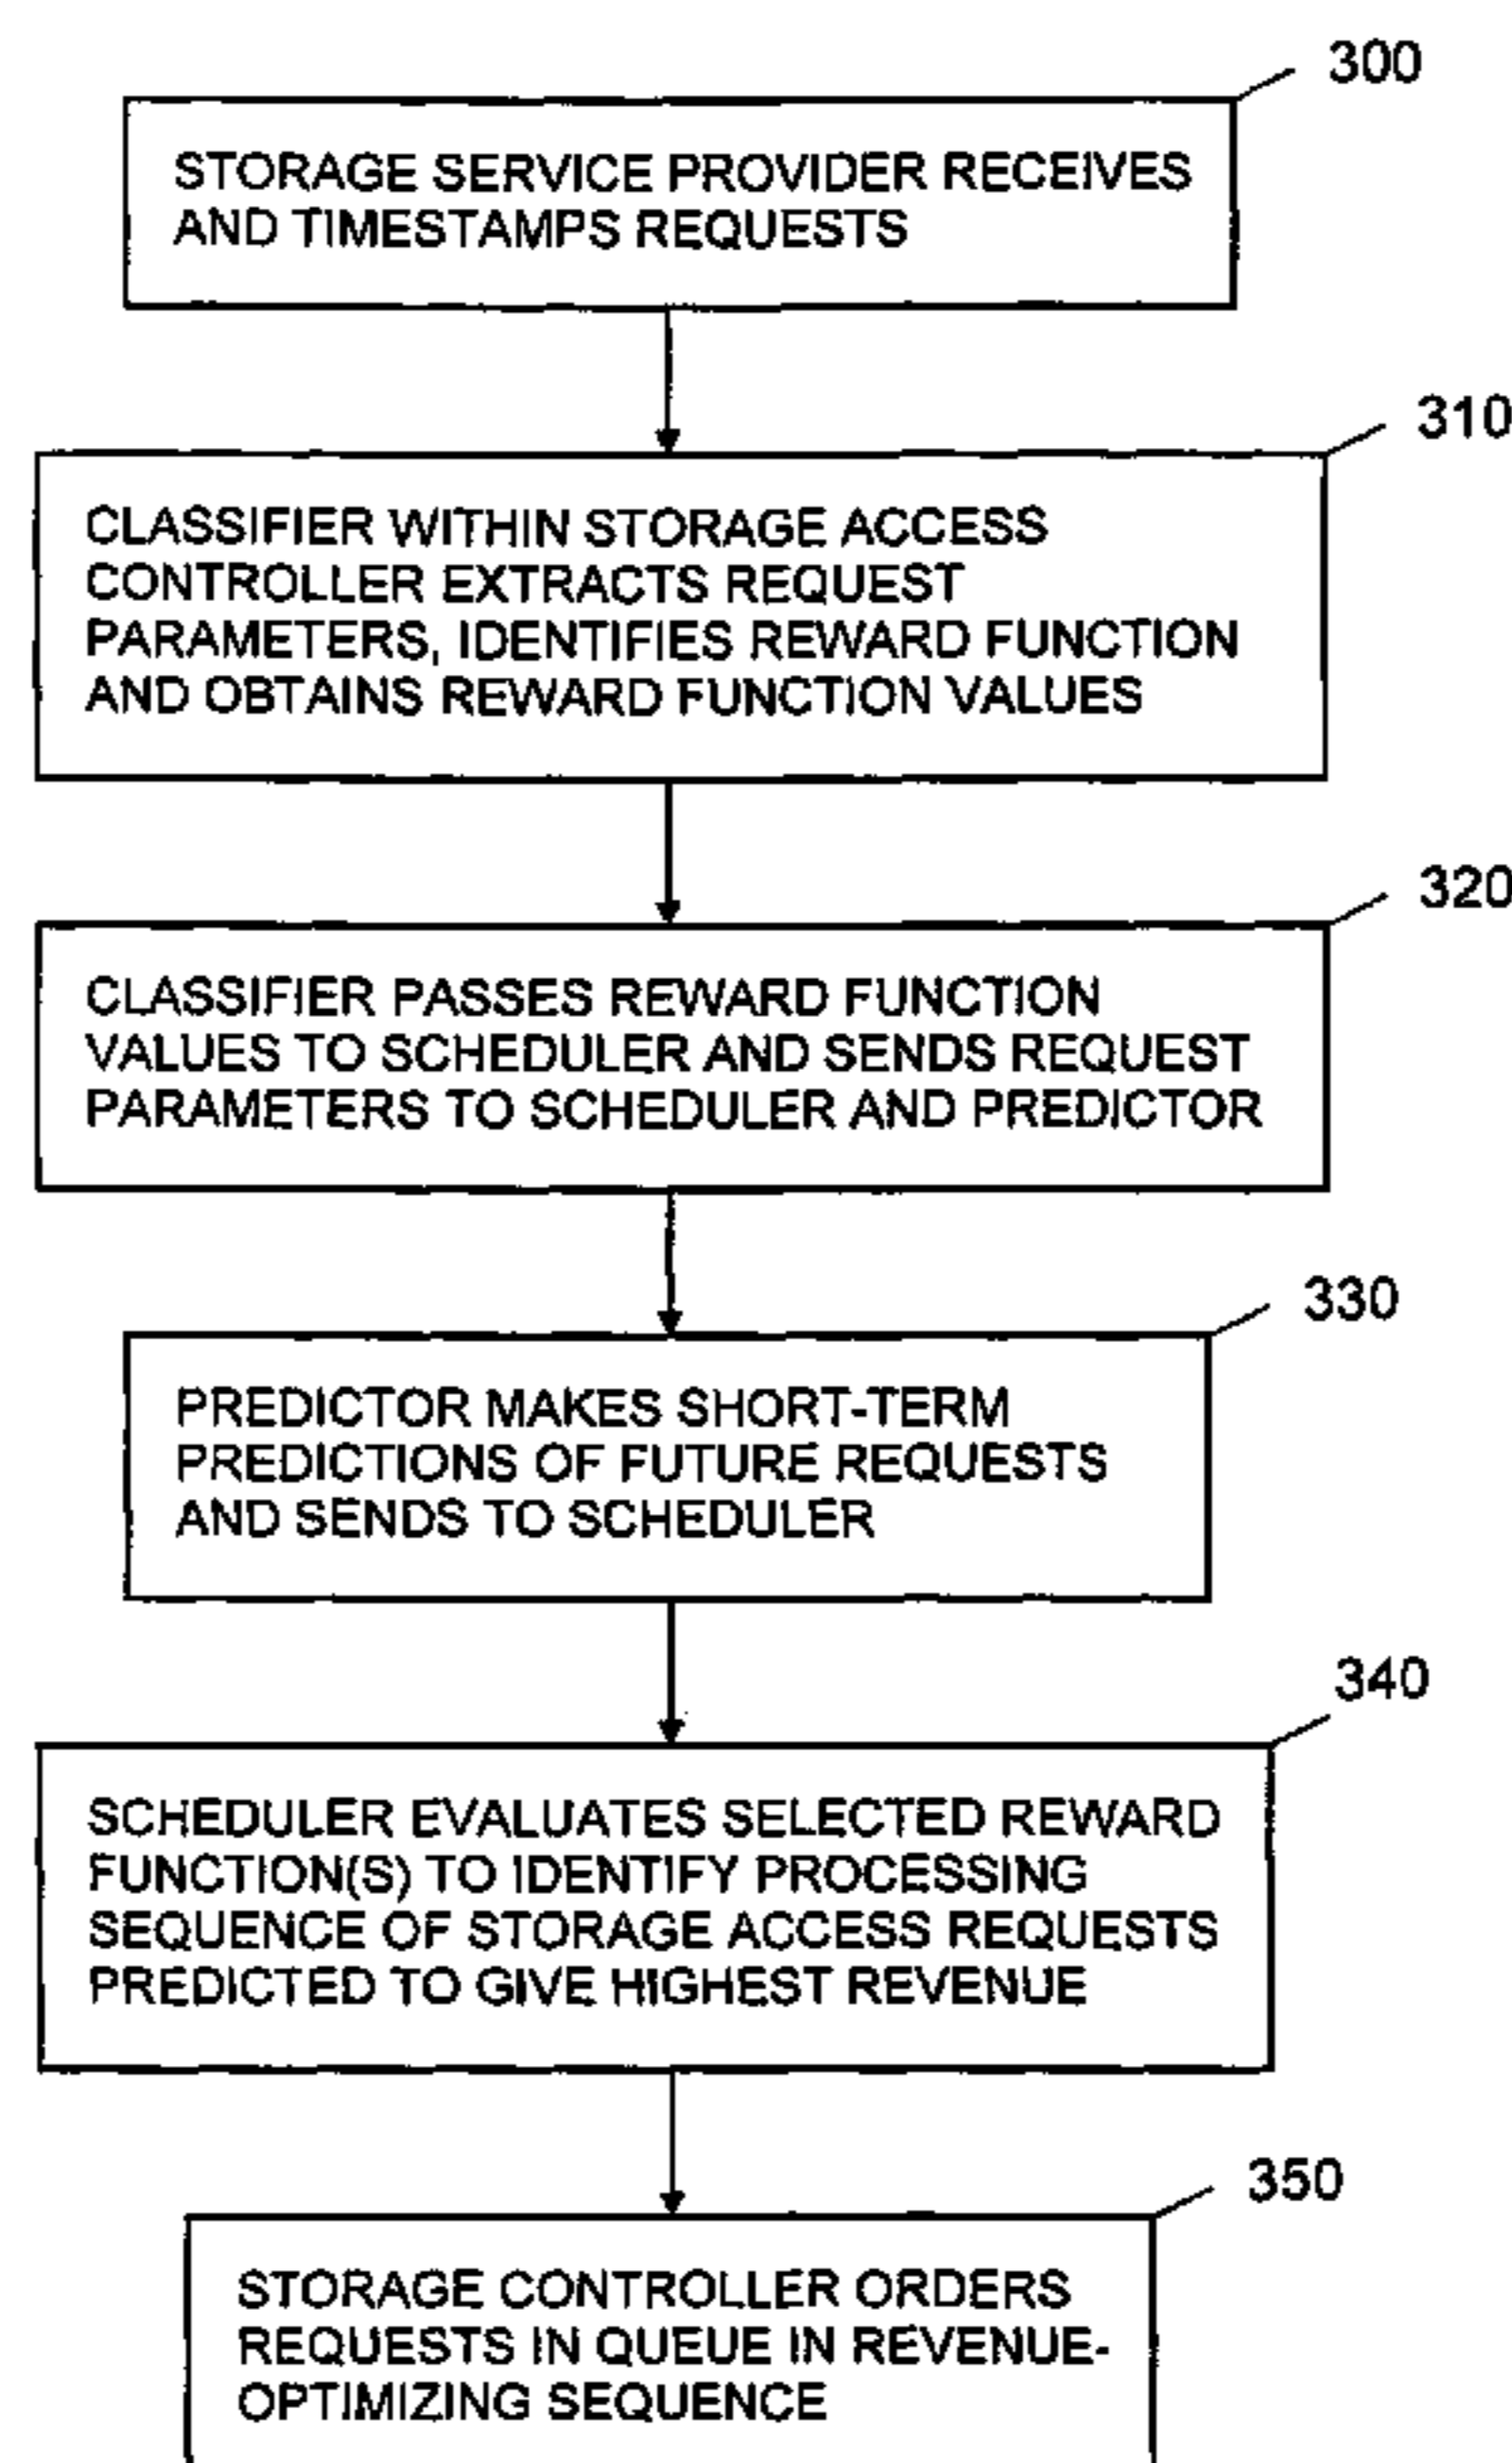 300
STORAGE SERVICE PROVIDER RECEIVES
AND TIMESTAMPS REQUESTS
310
CLASSIFIER WITHIN STORAGE ACCESS
CONTROLLER EXTRACTS REQUEST
PARAMETERS, IDENTIFIES REWARD FUNCTION
AND OBTAINS REWARD FUNCTION VALUES
320
CLASSIFIER PASSES REWARD FUNCTION
VALUES TO SCHEDULER AND SENDS REQUEST
PARAMETERS TO SCHEDULER AND PREDICTOR
330
PREDICTOR MAKES SHORT-TERM
PREDICTIONS OF FUTURE REQUESTS
AND SENDS TO SCHEDULER
340
SCHEDULER EVALUATES SELECTED REWARD
FUNCTION(S) TO IDENTIFY PROCESSING
SEQUENCE OF STORAGE ACCESS REQUESTS
PREDICTED TO GIVE HIGHEST REVENUE
350
STORAGE CONTROLLER ORDERS
REQUESTS IN QUEUE IN REVENUE-
OPTIMIZING SEQUENCE